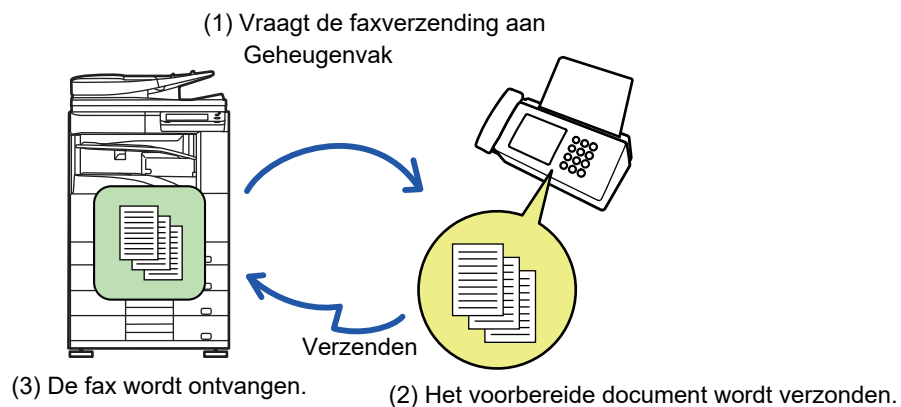 (1) Vraagt de faxverzending aan
Geheugenvak
Verzenden
(3) De fax wordt ontvangen.
(2) Het voorbereide document wordt verzonden.